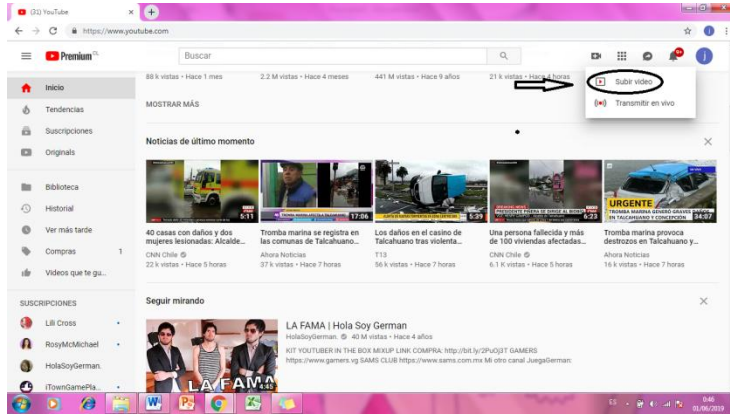 (31) YouTube
https://www.youtube.com
Premium CL
Buscar
Subir video
Transmitir en vivo
Inicio
Tendencias
Suscripciones
Originals
Biblioteca
Historial
Ver más tarde
Compras 1
Videos que te gu...
SUSCRIPCIONES
Lili Cross
RosyMcMichael
HolaSoyGerman.
iTownGamePla...
88 k vistas • Hace 1 mes
2.2 M vistas • Hace 4 meses
441 M vistas • Hace 9 años
21 k vistas • Hace 4 horas
MOSTRAR MÁS
Noticias de último momento
5:11
17:06
5:39
6:23
URGENTE
TROMBA MARINA GENERÓ GRAVES
34:07
40 casas con daños y dos
mujeres lesionadas: Alcalde...
CNN Chile
22 k vistas • Hace 5 horas
Tromba marina se registra en
las comunas de Talcahuano...
Ahora Noticias
37 k vistas • Hace 7 horas
Los daños en el casino de
Talcahuano tras violenta...
T13
56 k vistas • Hace 7 horas
Una persona fallecida y más
de 100 viviendas afectadas...
CNN Chile
6.1 K vistas • Hace 5 horas
Tromba marina provoca
destrozos en Talcahuano y...
Ahora Noticias
16 k vistas • Hace 7 horas
Seguir mirando
LA FAMA
4:45
LA FAMA | Hola Soy German
HolaSoyGerman. 40 M vistas • Hace 4 años
KIT YOUTUBER IN THE BOX MIXUP LINK COMPRA: http://bit.ly/2PuOj3T GAMERS
https://www.gamers.vg SAMS CLUB https://www.sams.com.mx Mi otro canal JuegaGerman:
ES
0:46
01/06/2019